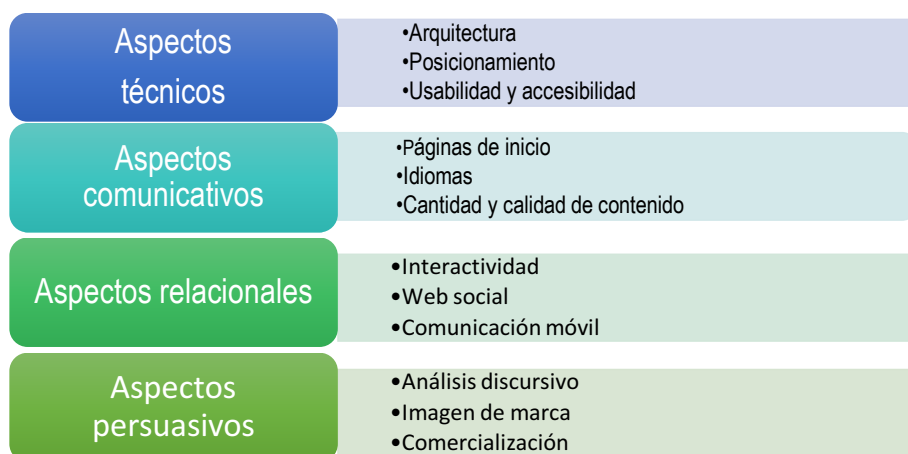 Aspectos
técnicos
•Arquitectura
•Posicionamiento
•Usabilidad y accesibilidad
Aspectos
comunicativos
•Páginas de inicio
•Idiomas
•Cantidad y calidad de contenido
Aspectos relacionales
•Interactividad
•Web social
•Comunicación móvil
Aspectos
persuasivos
•Análisis discursivo
•Imagen de marca
•Comercialización